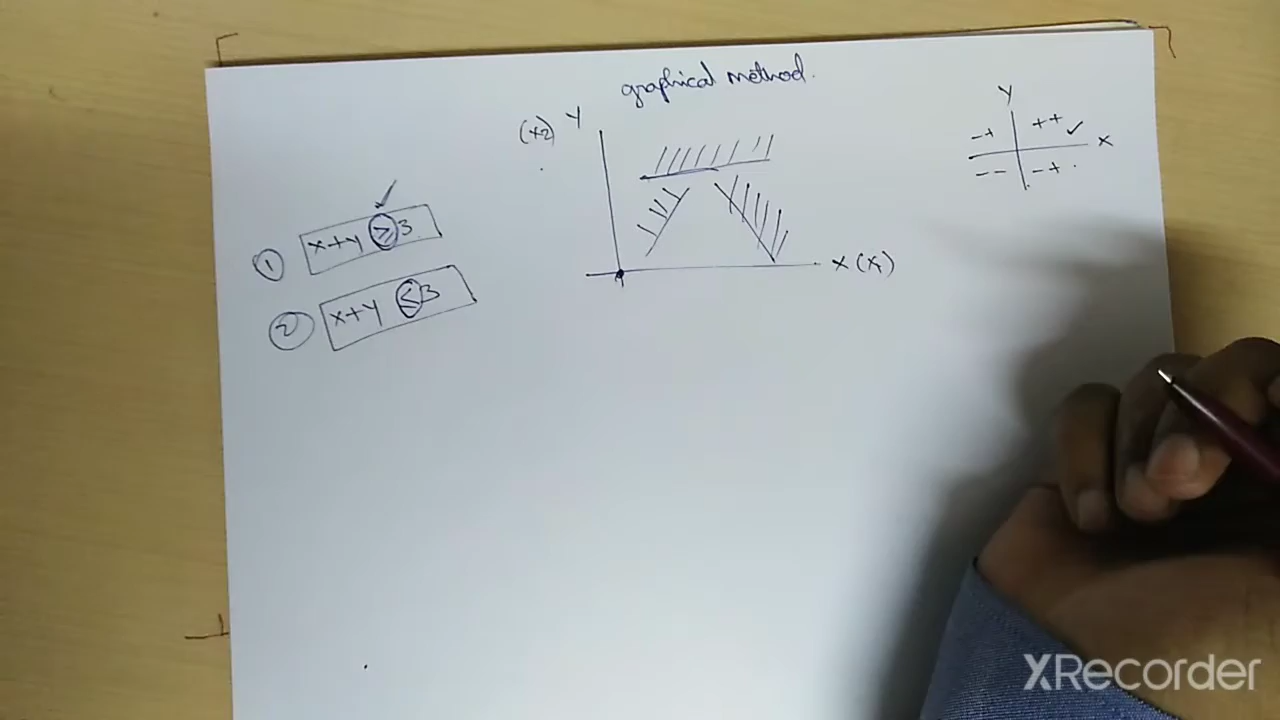 graphical method.
(x2) Y
X (X1)
Y
-+ ++ ✓ X
-- -+
① x+y ≥ 3
② x+y ≤ 3
XRecorder